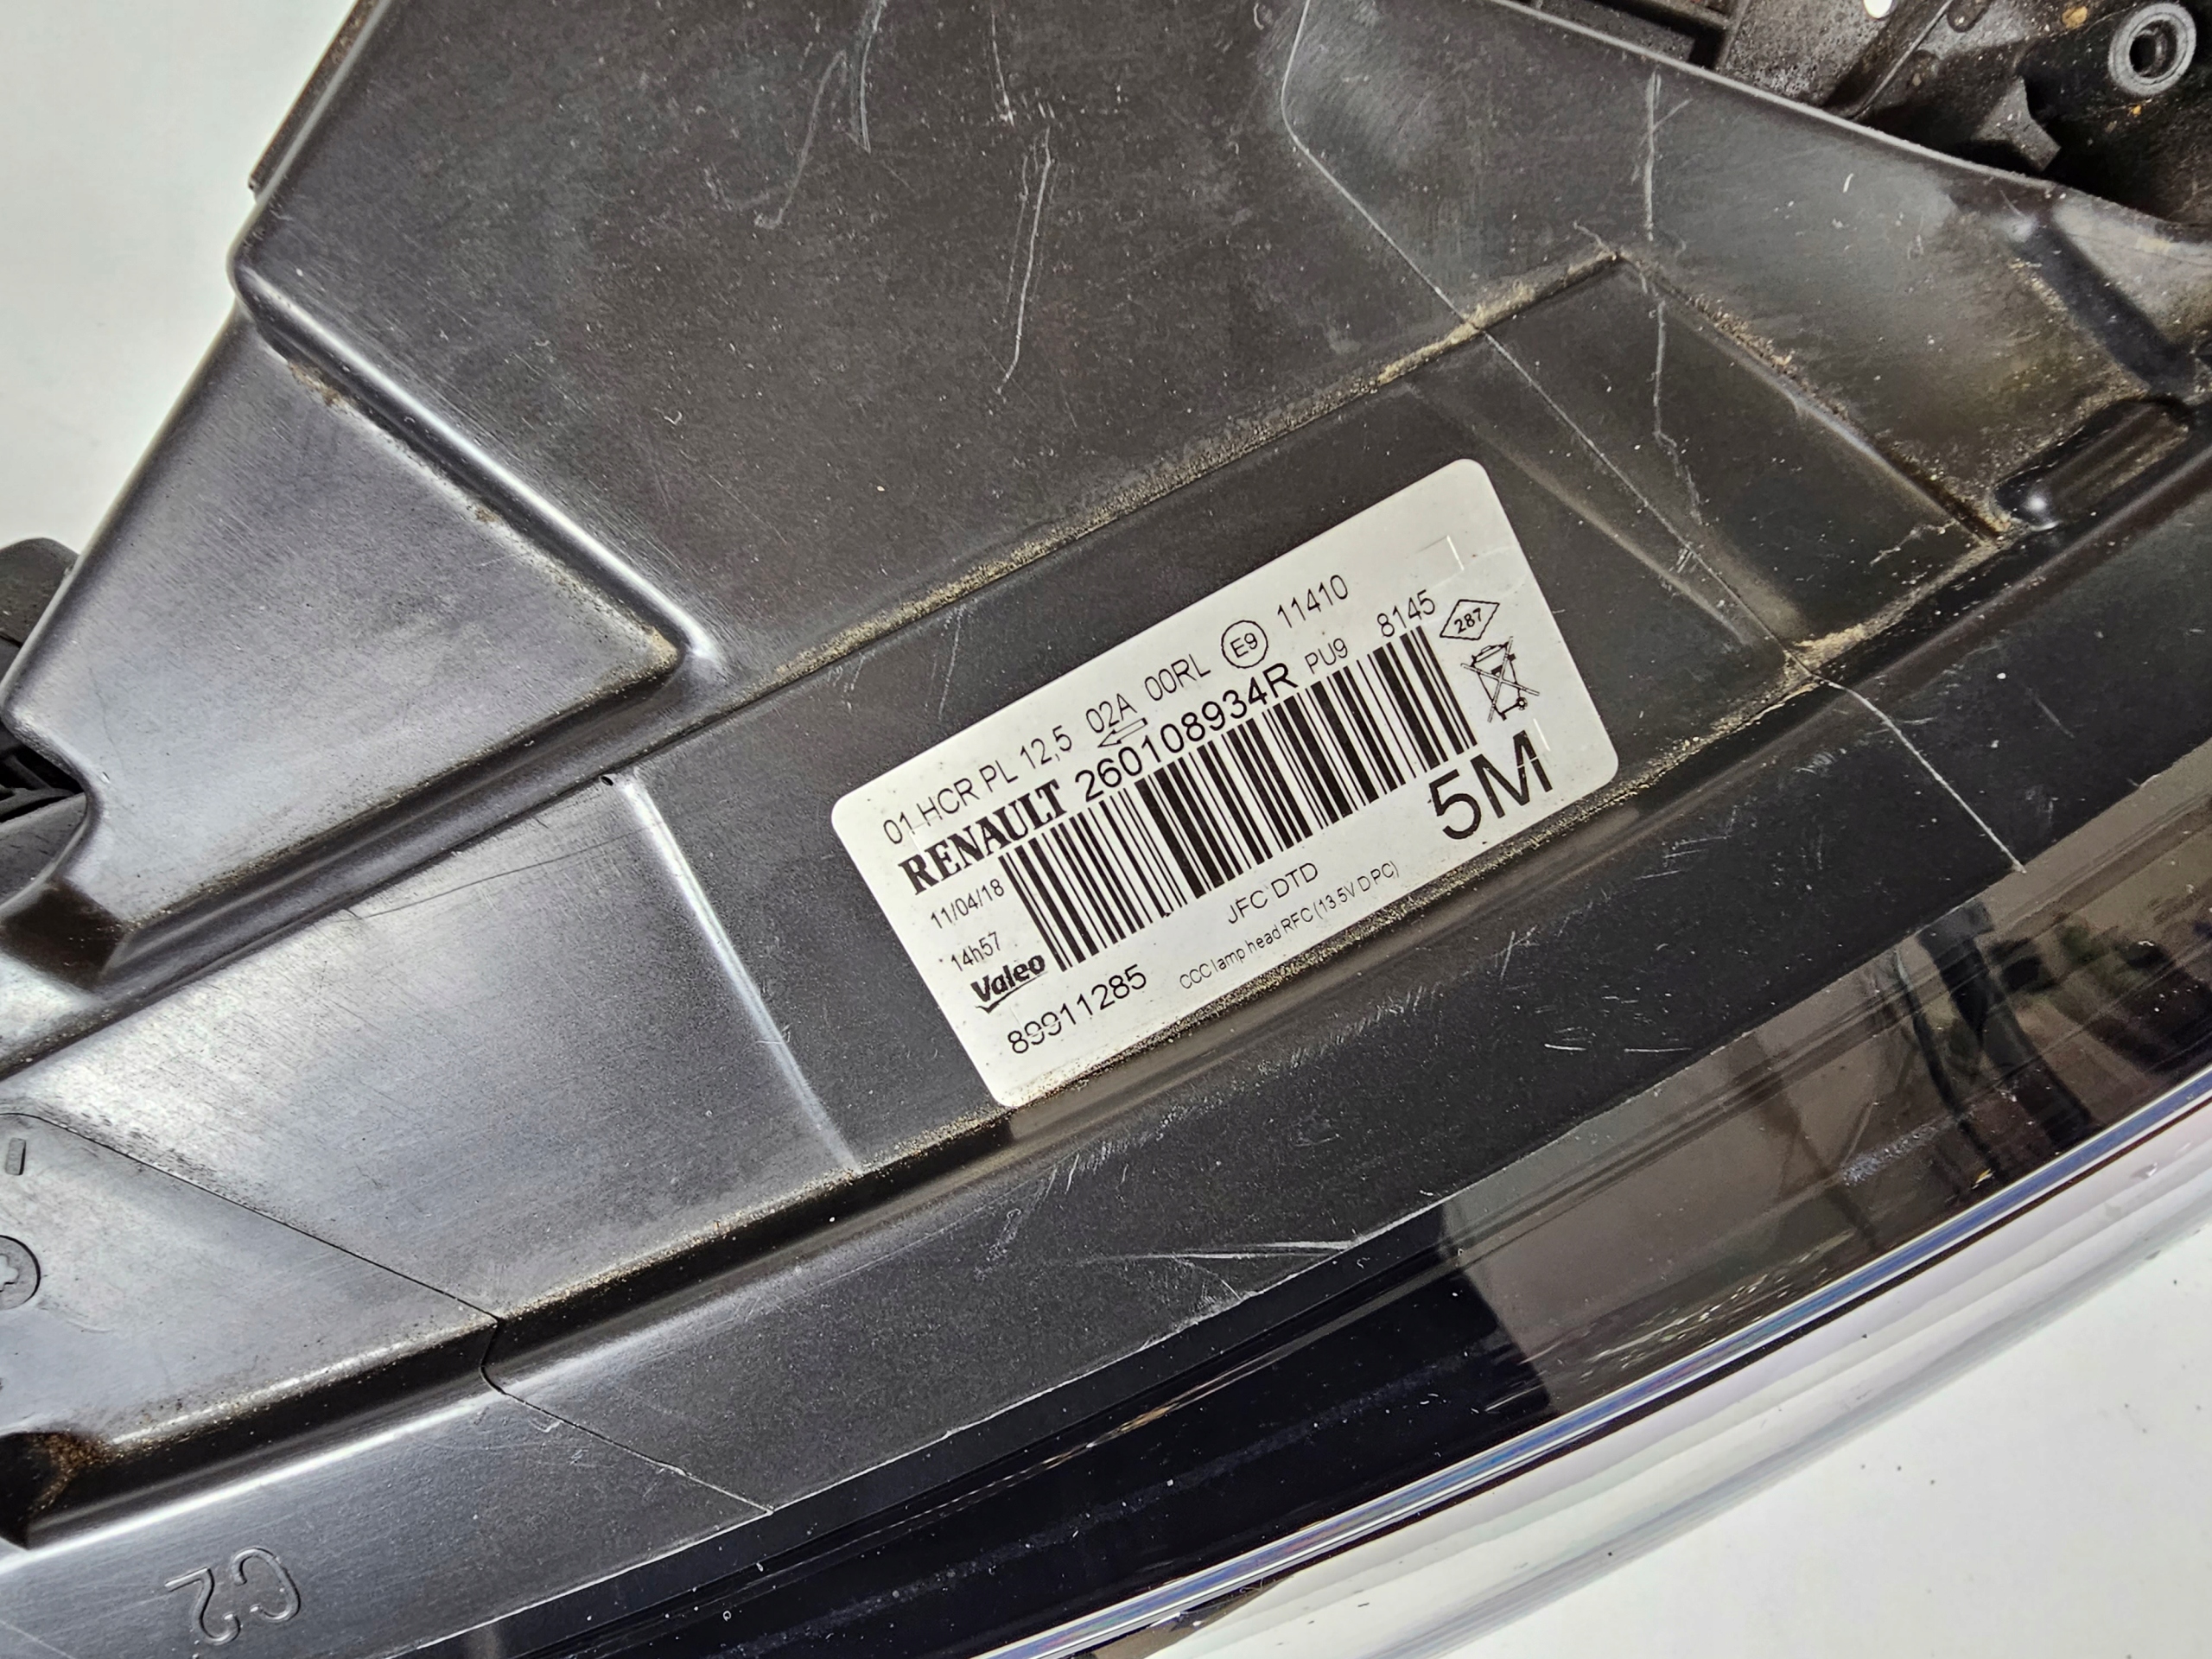 01 HCR PL 12,5 02A 00RL E9 11410
RENAULT 260108934R PU9 8145 287
11/04/18
14h57
Valeo
JFC DTD
5M
89911285
CCC lamp head RFC (13.5V D PC)
C2